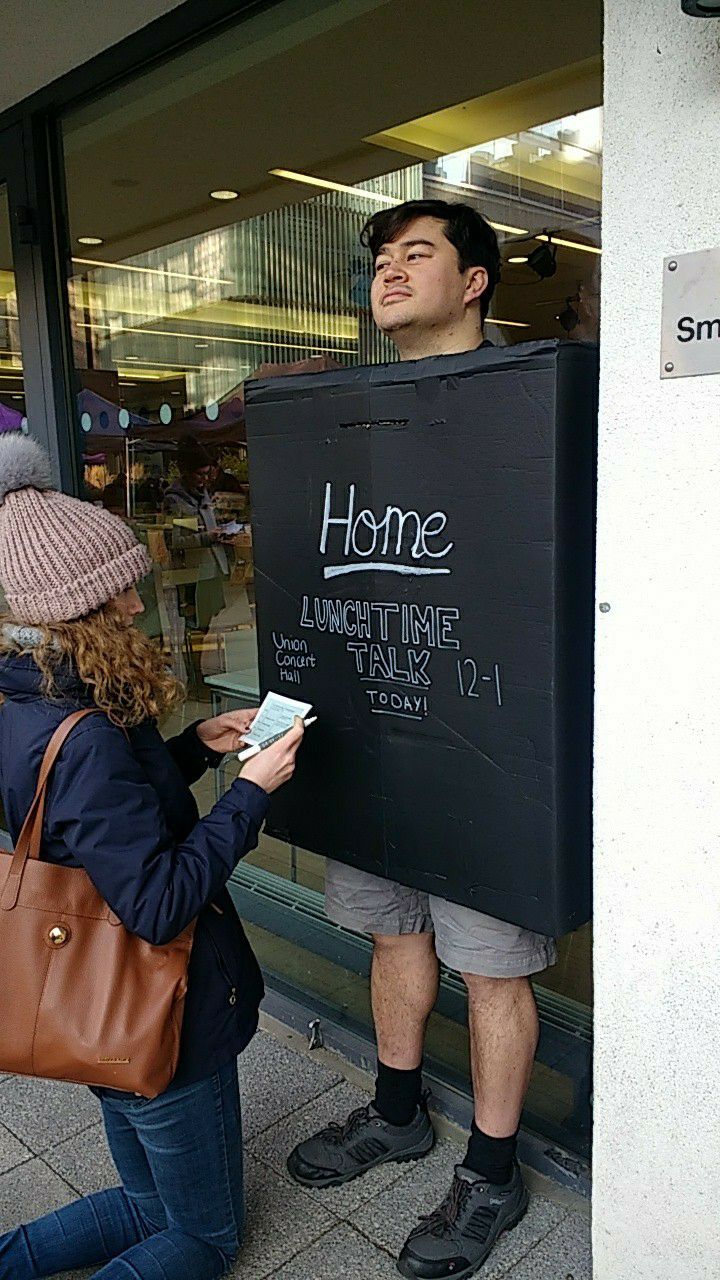 Home
LUNCHTIME
TALK 12-1
TODAY!
Union
Concert
Hall
Sm